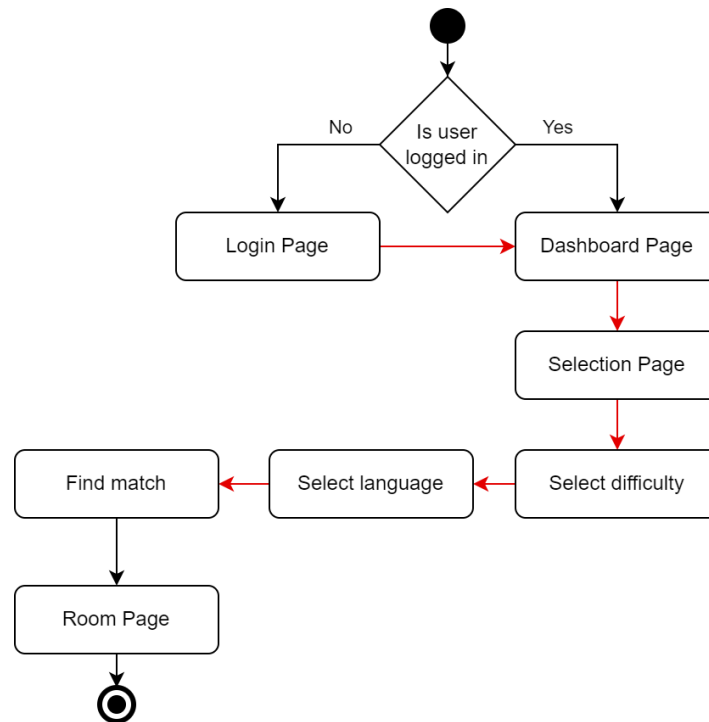 Is user
logged in
No
Yes
Login Page
Dashboard Page
Selection Page
Find match
Select language
Select difficulty
Room Page